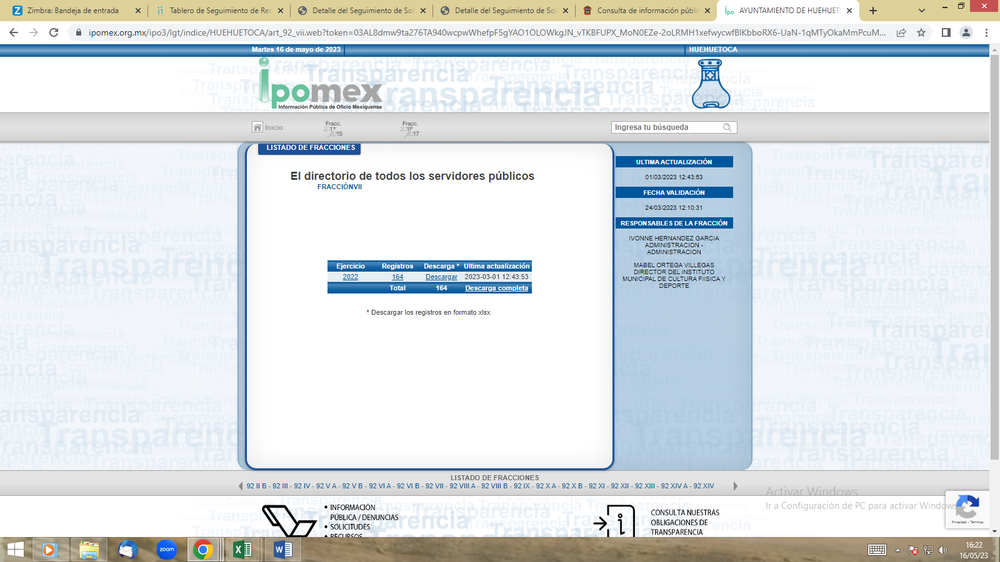 Zimbra: Bandeja de entrada
Tablero de Seguimiento de Rec
Detalle del Seguimiento de Sol
Detalle del Seguimiento de Sol
Consulta de información públic
AYUNTAMIENTO DE HUEHUET
ipomex.org.mx/ipo3/lgt/indice/HUEHUETOCA/art_92_vii.web?token=03AL8dmw9ta276TA940wcpwWhefpF5gYAO1OLOWkgJN_vTKBFUPX_MoN0EZe-2oLRMH1xefwycwfBlKbboRX6-UaN-1qMTyOkaMmPcuM...
Martes 16 de mayo de 2023
HUEHUETOCA
ipomex
Información Pública de Oficio Mexiquense
Inicio
Fracc.
2015
Fracc.
2017
Ingresa tu búsqueda
LISTADO DE FRACCIONES
El directorio de todos los servidores públicos
FRACCIÓNVII
Ejercicio Registros Descarga * Ultima actualización
2022 164 Descargar 2023-03-01 12:43:53
Total 164 Descarga completa
* Descargar los registros en formato xlsx.
ULTIMA ACTUALIZACIÓN
01/03/2023 12:43:53
FECHA VALIDACIÓN
24/03/2023 12:10:31
RESPONSABLES DE LA FRACCIÓN
IVONNE HERNANDEZ GARCIA
ADMINISTRACION -
ADMINISTRACION
MABEL ORTEGA VILLEGAS
DIRECTOR DEL INSTITUTO
MUNICIPAL DE CULTURA FIISICA Y
DEPORTE
LISTADO DE FRACCIONES
92 II B - 92 III - 92 IV - 92 V A - 92 V B - 92 VI A - 92 VI B - 92 VII - 92 VIII A - 92 VIII B - 92 IX - 92 X A - 92 X B - 92 XI - 92 XII - 92 XIII - 92 XIV A - 92 XIV
• INFORMACIÓN
PÚBLICA / DENUNCIAS
• SOLICITUDES
• RECURSOS
CONSULTA NUESTRAS
OBLIGACIONES DE
TRANSPARENCIA
Activar Windows
Ir a Configuración de PC para activar Windows
Privacidad - Términos
zoom
16:22
16/05/23